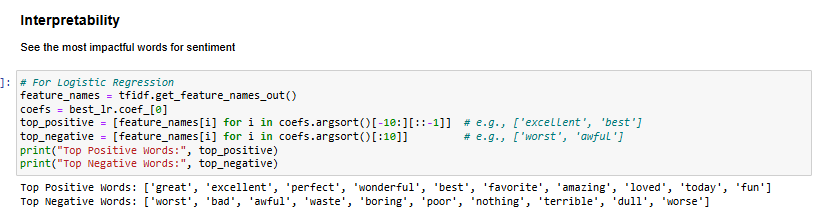 Interpretability
See the most impactful words for sentiment
]: # For Logistic Regression
feature_names = tfidf.get_feature_names_out()
coefs = best_lr.coef_[0]
top_positive = [feature_names[i] for i in coefs.argsort()[-10:][::-1]]  # e.g., ['excellent', 'best']
top_negative = [feature_names[i] for i in coefs.argsort()[:10]]         # e.g., ['worst', 'awful']
print("Top Positive Words:", top_positive)
print("Top Negative Words:", top_negative)
Top Positive Words: ['great', 'excellent', 'perfect', 'wonderful', 'best', 'favorite', 'amazing', 'loved', 'today', 'fun']
Top Negative Words: ['worst', 'bad', 'awful', 'waste', 'boring', 'poor', 'nothing', 'terrible', 'dull', 'worse']